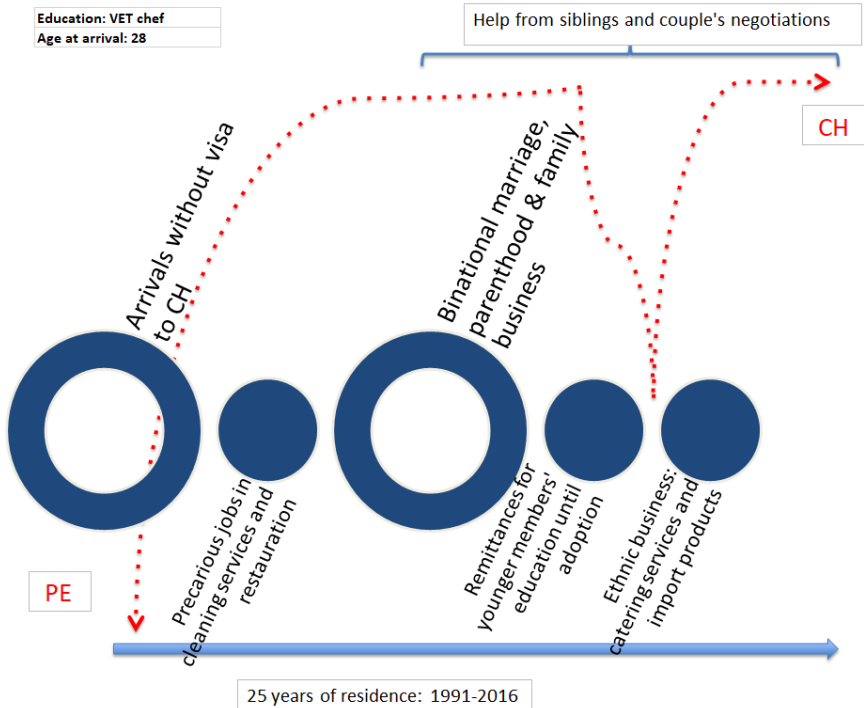 Education: VET chef
Age at arrival: 28
Help from siblings and couple's negotiations
CH
Arrivals without visa
to CH
Binational marriage,
parenthood & family
business
PE
Precarious jobs in
cleaning services and
restauration
Remittances for
younger members'
education until
adoption
Ethnic business:
catering services and
import products
25 years of residence: 1991-2016